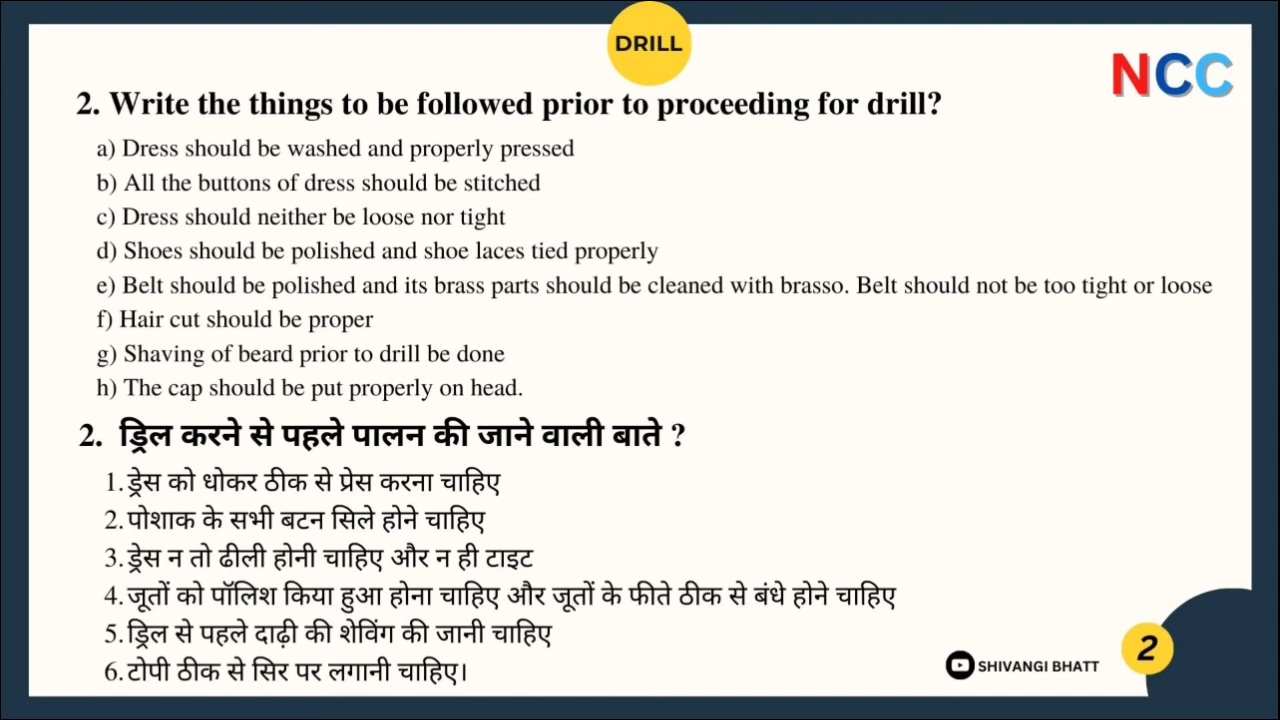 DRILL
NCC
2. Write the things to be followed prior to proceeding for drill?
a) Dress should be washed and properly pressed
b) All the buttons of dress should be stitched
c) Dress should neither be loose nor tight
d) Shoes should be polished and shoe laces tied properly
e) Belt should be polished and its brass parts should be cleaned with brasso. Belt should not be too tight or loose
f) Hair cut should be proper
g) Shaving of beard prior to drill be done
h) The cap should be put properly on head.
2. ड्रिल करने से पहले पालन की जाने वाली बाते ?
1. ड्रेस को धोकर ठीक से प्रेस करना चाहिए
2. पोशाक के सभी बटन सिले होने चाहिए
3. ड्रेस न तो ढीली होनी चाहिए और न ही टाइट
4. जूतों को पॉलिश किया हुआ होना चाहिए और जूतों के फीते ठीक से बंधे होने चाहिए
5. ड्रिल से पहले दाढ़ी की शेविंग की जानी चाहिए
6. टोपी ठीक से सिर पर लगानी चाहिए।
SHIVANGI BHATT
2